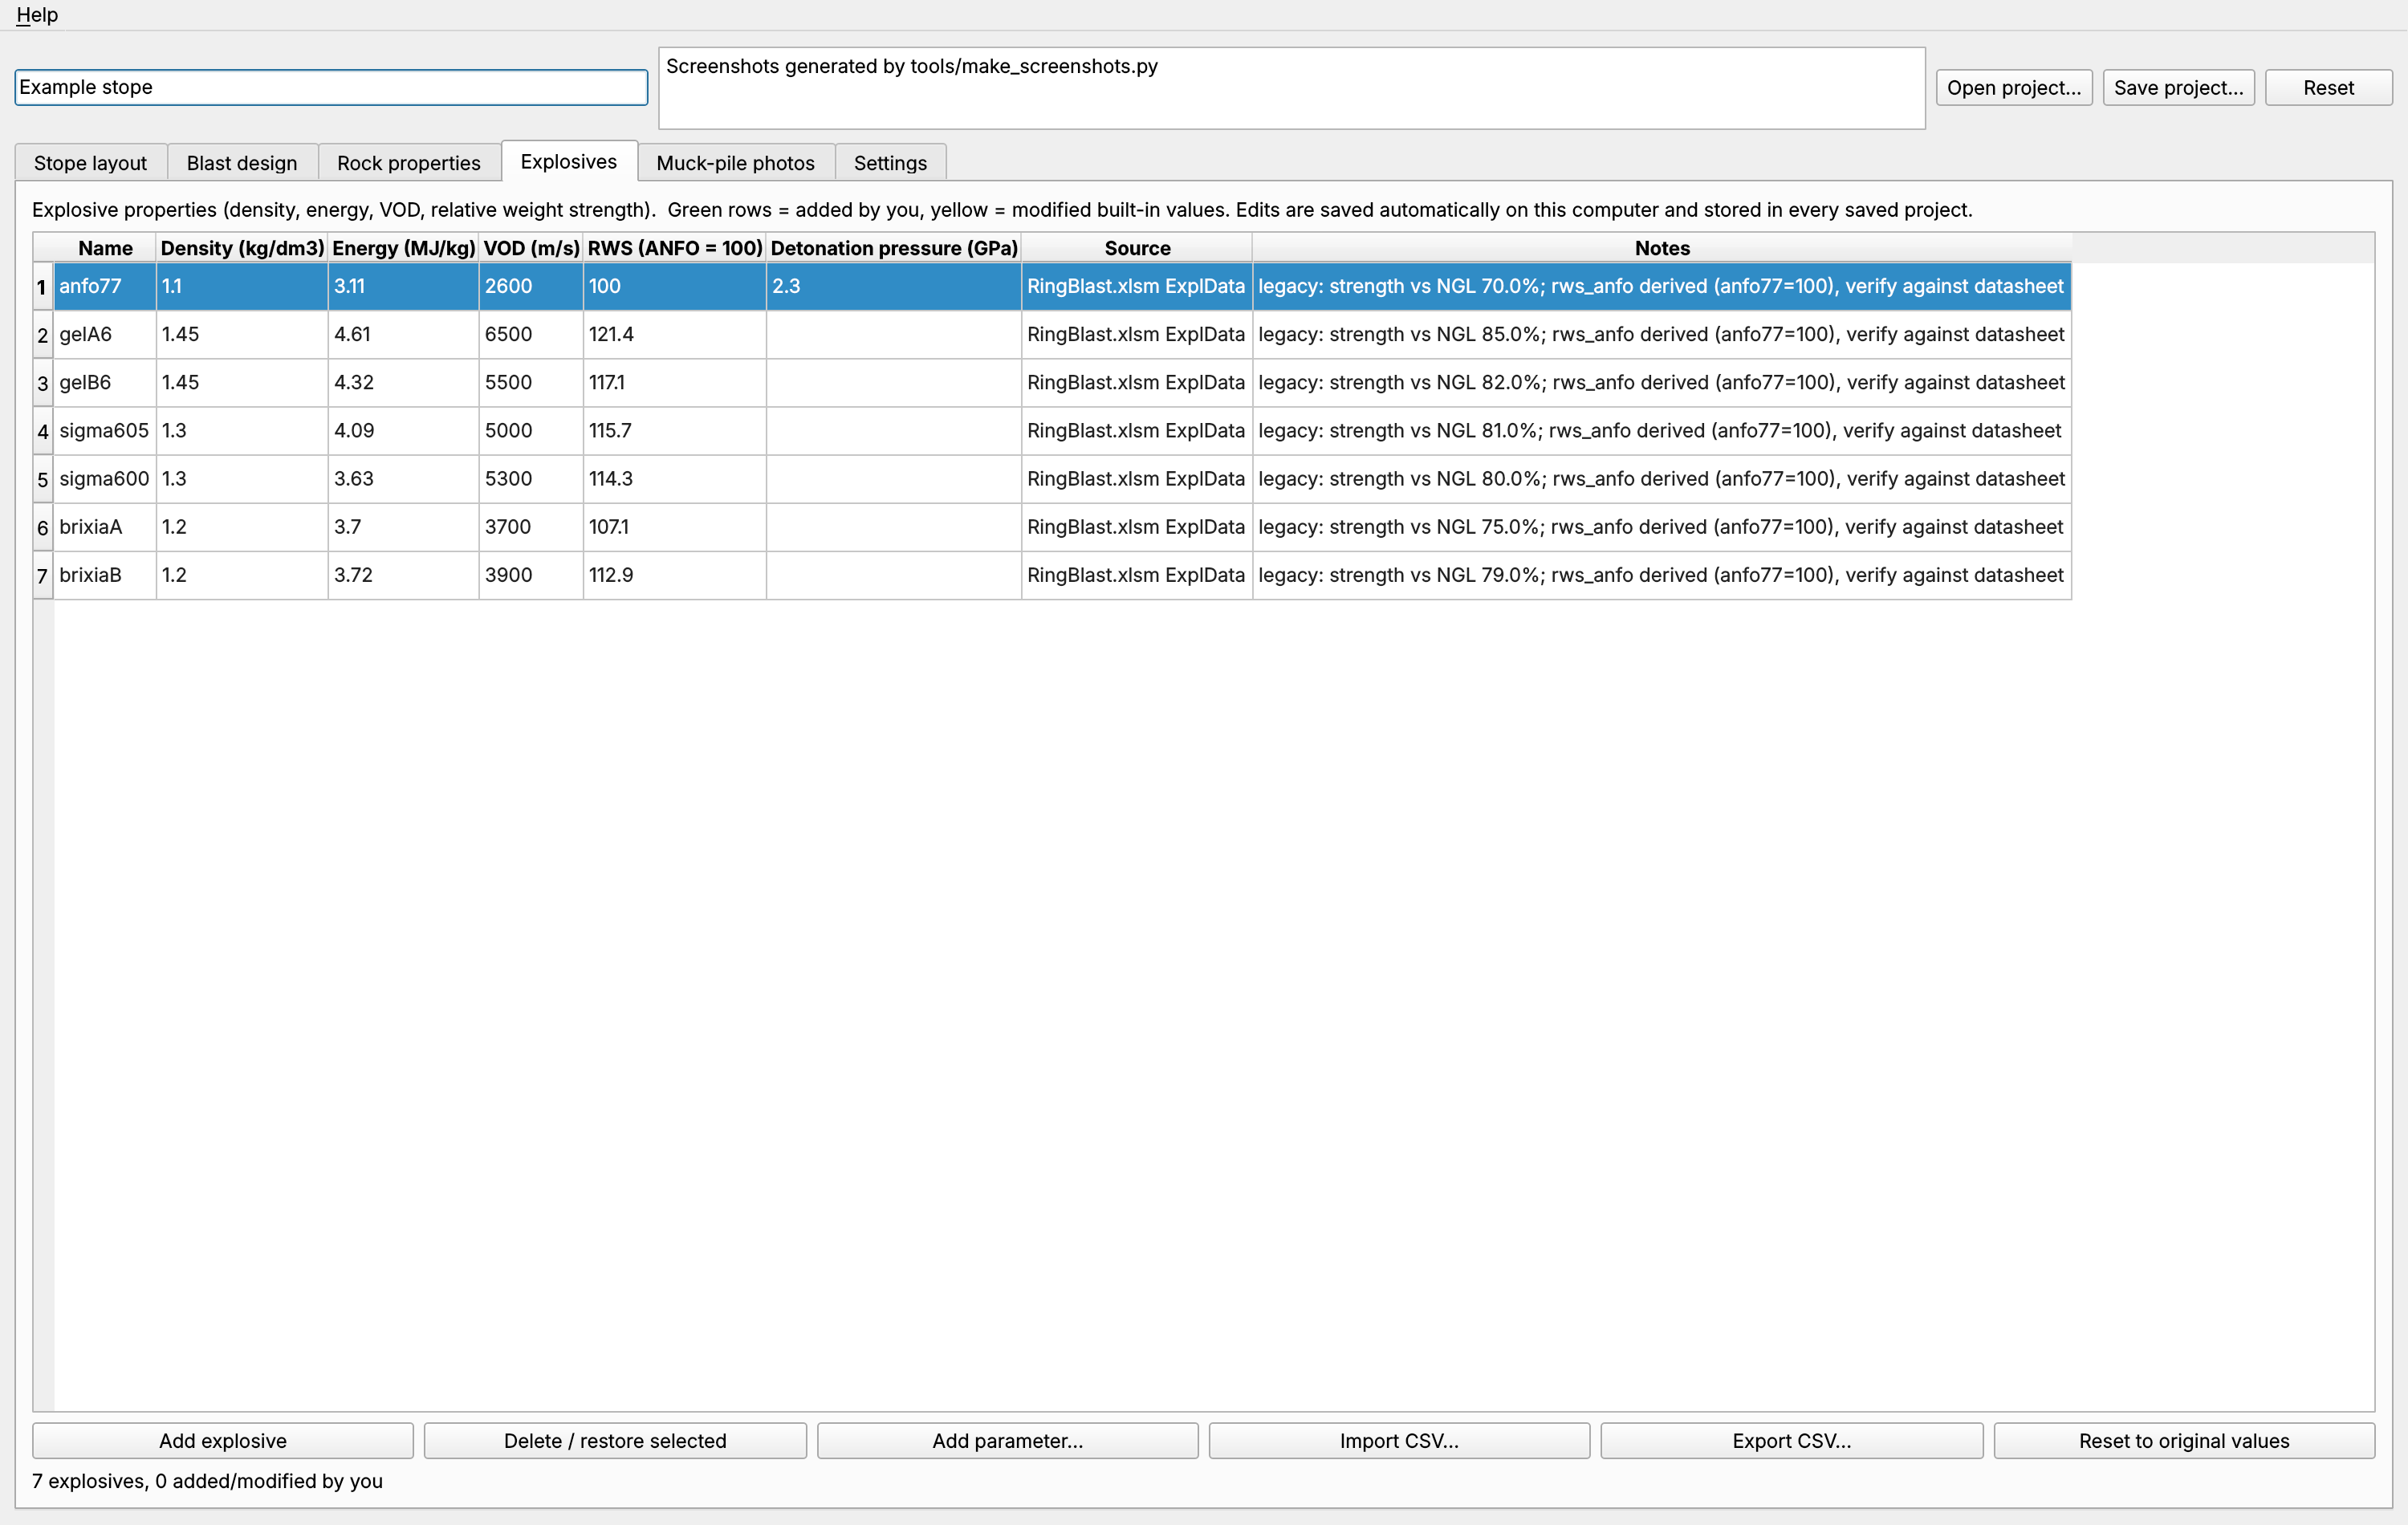 Help
Example stope
Screenshots generated by tools/make_screenshots.py
Open project... Save project... Reset
Stope layout Blast design Rock properties Explosives Muck-pile photos Settings
Explosive properties (density, energy, VOD, relative weight strength).  Green rows = added by you, yellow = modified built-in values. Edits are saved automatically on this computer and stored in every saved project.
Name Density (kg/dm3) Energy (MJ/kg) VOD (m/s) RWS (ANFO = 100) Detonation pressure (GPa) Source Notes
1 anfo77 1.1 3.11 2600 100 2.3 RingBlast.xlsm ExplData legacy: strength vs NGL 70.0%; rws_anfo derived (anfo77=100), verify against datasheet
2 gelA6 1.45 4.61 6500 121.4 RingBlast.xlsm ExplData legacy: strength vs NGL 85.0%; rws_anfo derived (anfo77=100), verify against datasheet
3 gelB6 1.45 4.32 5500 117.1 RingBlast.xlsm ExplData legacy: strength vs NGL 82.0%; rws_anfo derived (anfo77=100), verify against datasheet
4 sigma605 1.3 4.09 5000 115.7 RingBlast.xlsm ExplData legacy: strength vs NGL 81.0%; rws_anfo derived (anfo77=100), verify against datasheet
5 sigma600 1.3 3.63 5300 114.3 RingBlast.xlsm ExplData legacy: strength vs NGL 80.0%; rws_anfo derived (anfo77=100), verify against datasheet
6 brixiaA 1.2 3.7 3700 107.1 RingBlast.xlsm ExplData legacy: strength vs NGL 75.0%; rws_anfo derived (anfo77=100), verify against datasheet
7 brixiaB 1.2 3.72 3900 112.9 RingBlast.xlsm ExplData legacy: strength vs NGL 79.0%; rws_anfo derived (anfo77=100), verify against datasheet
Add explosive Delete / restore selected Add parameter... Import CSV... Export CSV... Reset to original values
7 explosives, 0 added/modified by you